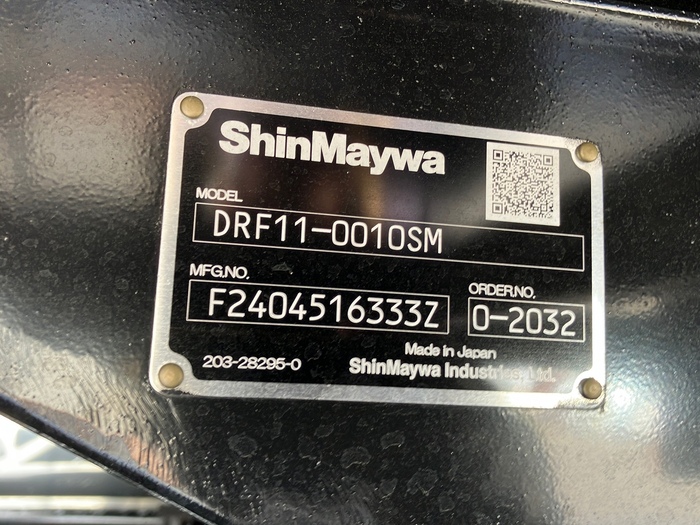 ShinMaywa
MODEL
DRF11-0010SM
MFG.NO.
F2404516333Z
ORDER.NO.
0-2032
203-28295-0
Made in Japan
ShinMaywa Industries, Ltd.